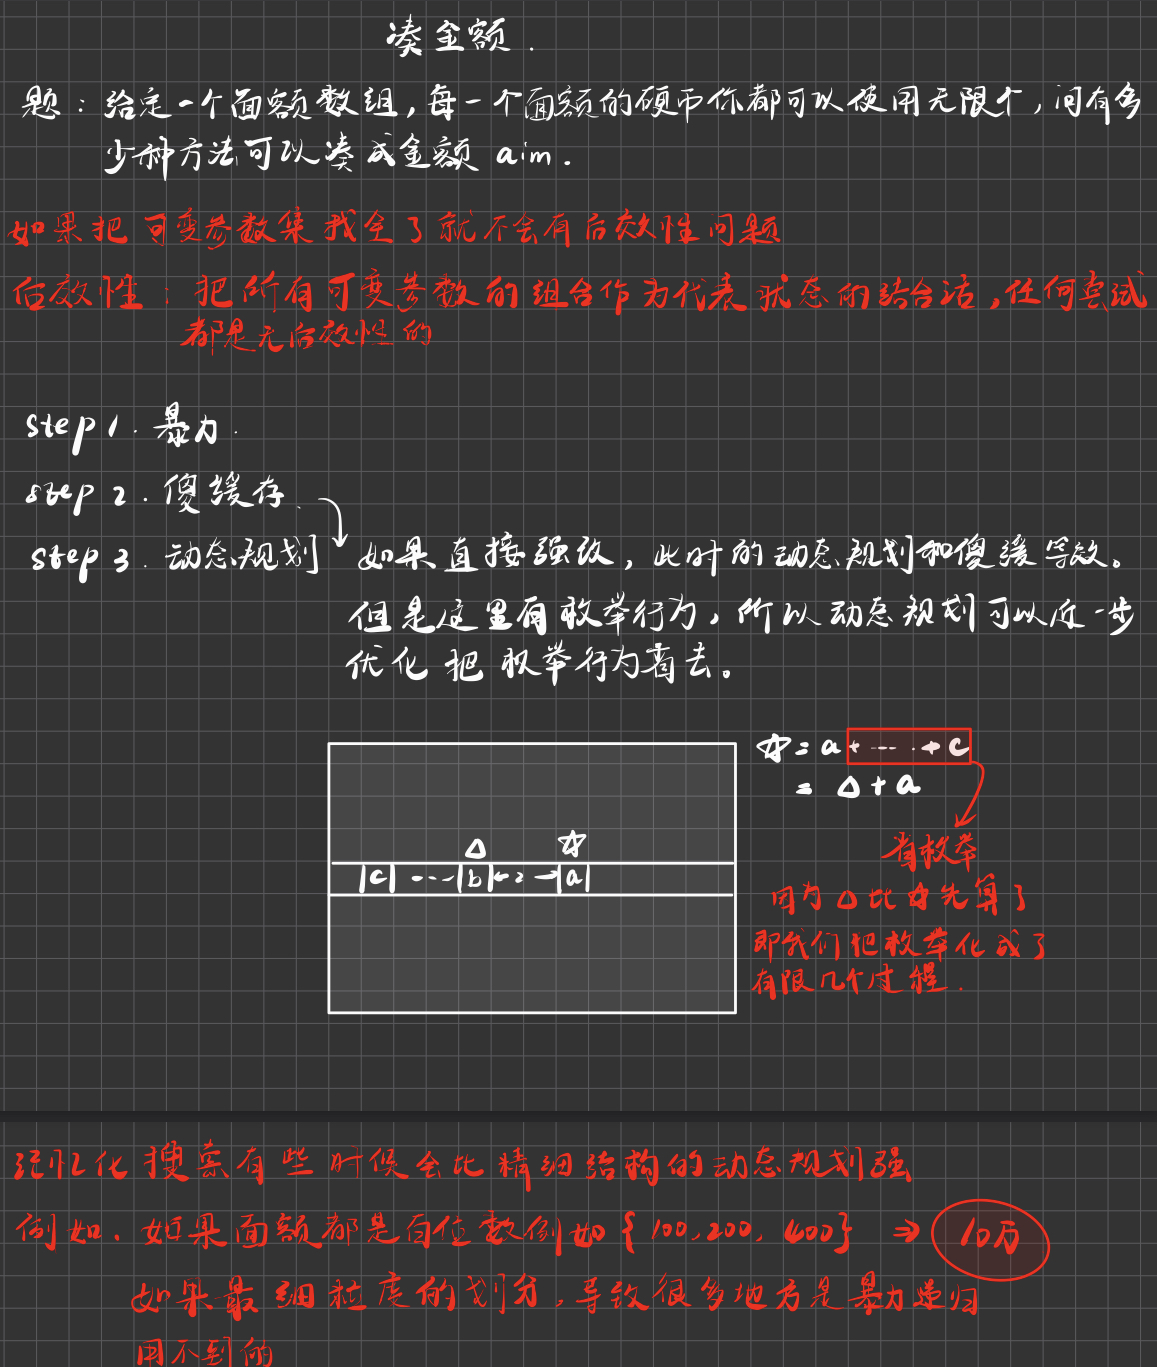 凑金额.
题：给定一个面额数组，每一个面额的硬币你都可以使用无限个，问有多
少种方法可以凑成金额 aim.
如果把可变参数集找全了就不会有后效性问题
后效性：把所有可变参数的组合作为代表状态的结合话，任何尝试
都是无后效性的
step 1. 暴力.
step 2. 傻缓存.
step 3. 动态规划 如果直接强改，此时的动态规划和傻缓等效。
但是这里有枚举行为，所以动态规划可以近一步
优化把枚举行为省去。
☆ = a + ... + c
= △ + a
△ ☆
|c| ... |b|← 2 →|a|
省枚举
因为△比☆先算了
即我们把枚举化成了
有限几个过程.
记忆化搜索有些时候会比精细结构的动态规划强
例如. 如果面额都是百位数例如 {100,200,400} ⇒ 10万
如果最细粒度的划分，导致很多地方是暴力递归
用不到的